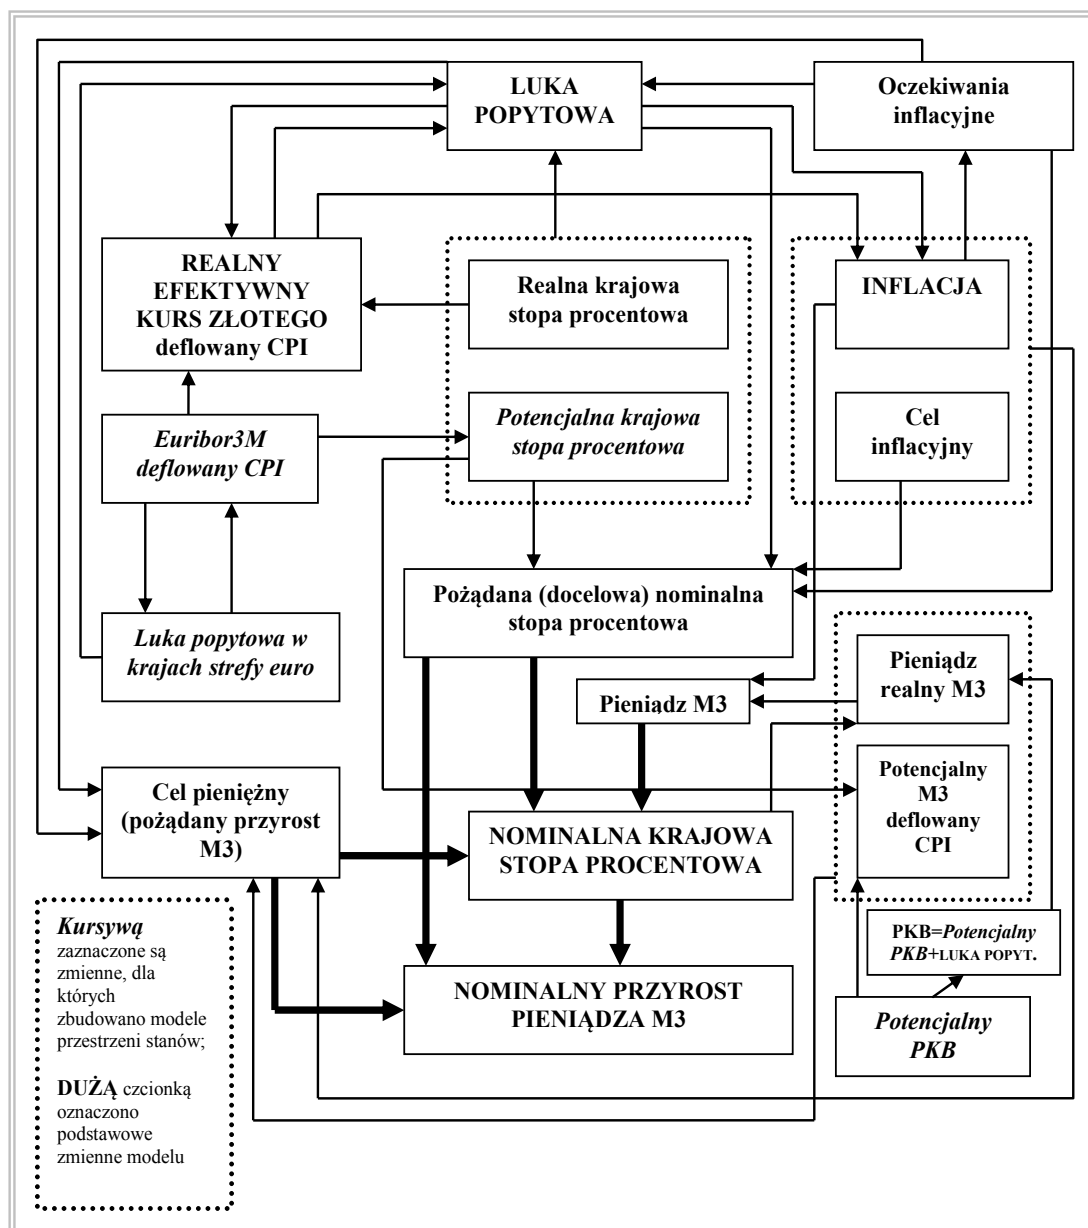 LUKA
POPYTOWA
Oczekiwania
inflacyjne
REALNY
EFEKTYWNY
KURS ZŁOTEGO
deflowany CPI
Realna krajowa
stopa procentowa
INFLACJA
Euribor3M
deflowany CPI
Potencjalna krajowa
stopa procentowa
Cel
inflacyjny
Pożądana (docelowa) nominalna
stopa procentowa
Luka popytowa w
krajach strefy euro
Pieniądz M3
Pieniądz
realny M3
Cel pieniężny
(pożądany przyrost
M3)
NOMINALNA KRAJOWA
STOPA PROCENTOWA
Potencjalny
M3
deflowany
CPI
PKB=Potencjalny
PKB+LUKA POPYT.
NOMINALNY PRZYROST
PIENIĄDZA M3
Potencjalny
PKB
Kursywą
zaznaczone są
zmienne, dla
których
zbudowano modele
przestrzeni stanów;
DUŻĄ czcionką
oznaczono
podstawowe
zmienne modelu